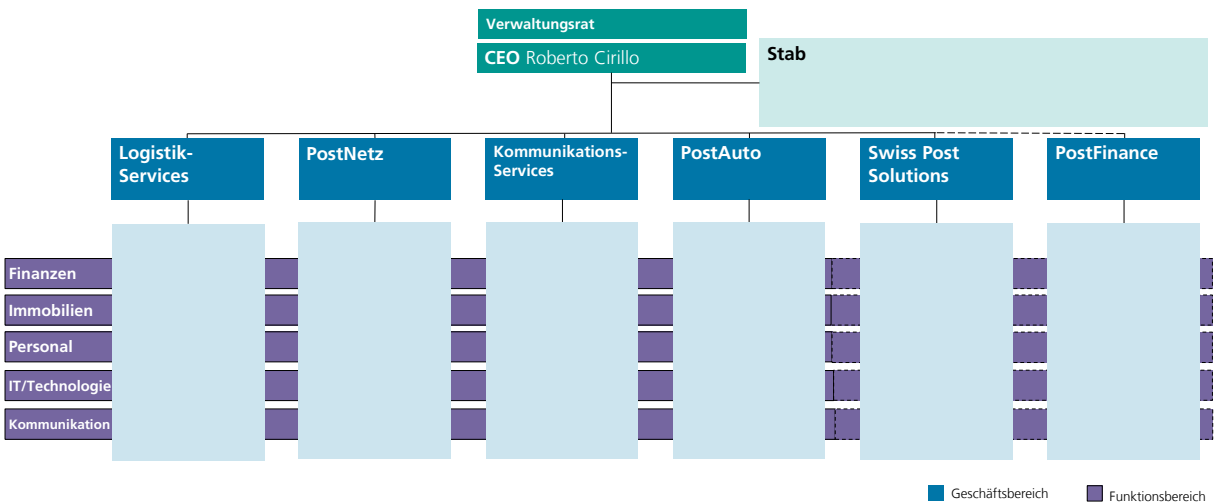 Verwaltungsrat
CEO Roberto Cirillo
Stab
Logistik-
Services
PostNetz
Kommunikations-
Services
PostAuto
Swiss Post
Solutions
PostFinance
Finanzen
Immobilien
Personal
IT/Technologie
Kommunikation
Geschäftsbereich
Funktionsbereich